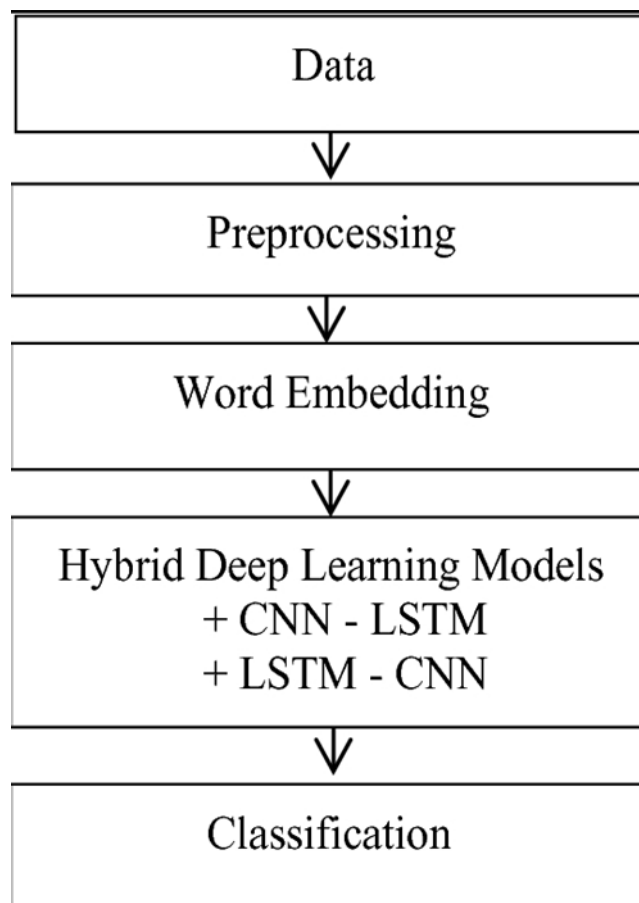 Data
Preprocessing
Word Embedding
Hybrid Deep Learning Models
+ CNN - LSTM
+ LSTM - CNN
Classification